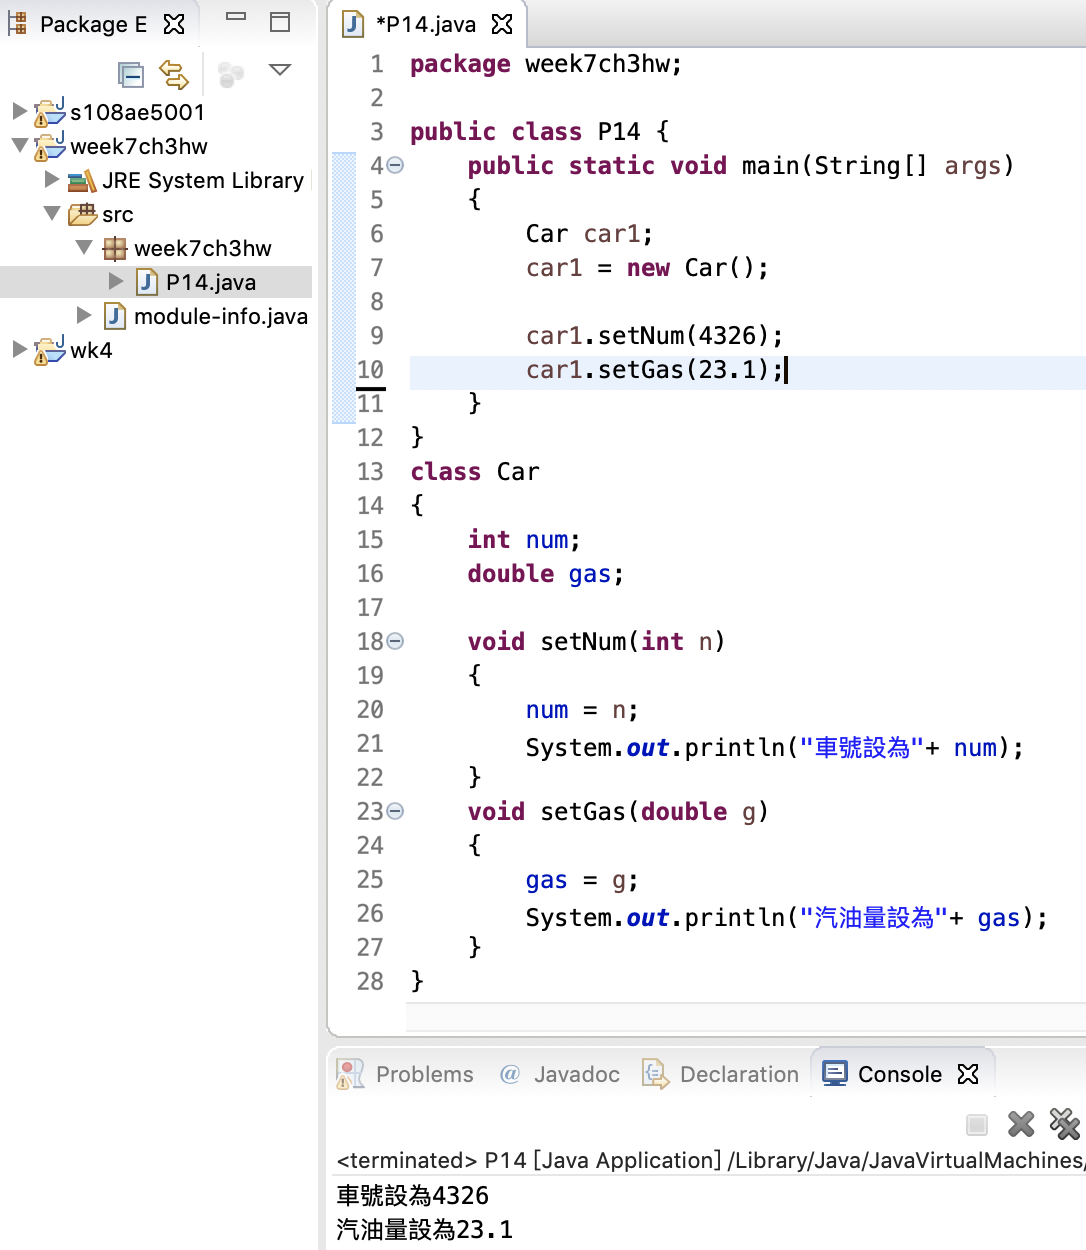 Package E
s108ae5001
week7ch3hw
JRE System Library
src
week7ch3hw
P14.java
module-info.java
wk4
*P14.java
1 package week7ch3hw;
2
3 public class P14 {
4 public static void main(String[] args)
5 {
6 Car car1;
7 car1 = new Car();
8
9 car1.setNum(4326);
10 car1.setGas(23.1);
11 }
12 }
13 class Car
14 {
15 int num;
16 double gas;
17
18 void setNum(int n)
19 {
20 num = n;
21 System.out.println("車號設為"+ num);
22 }
23 void setGas(double g)
24 {
25 gas = g;
26 System.out.println("汽油量設為"+ gas);
27 }
28 }
Problems @ Javadoc Declaration Console
<terminated> P14 [Java Application] /Library/Java/JavaVirtualMachines/
車號設為4326
汽油量設為23.1